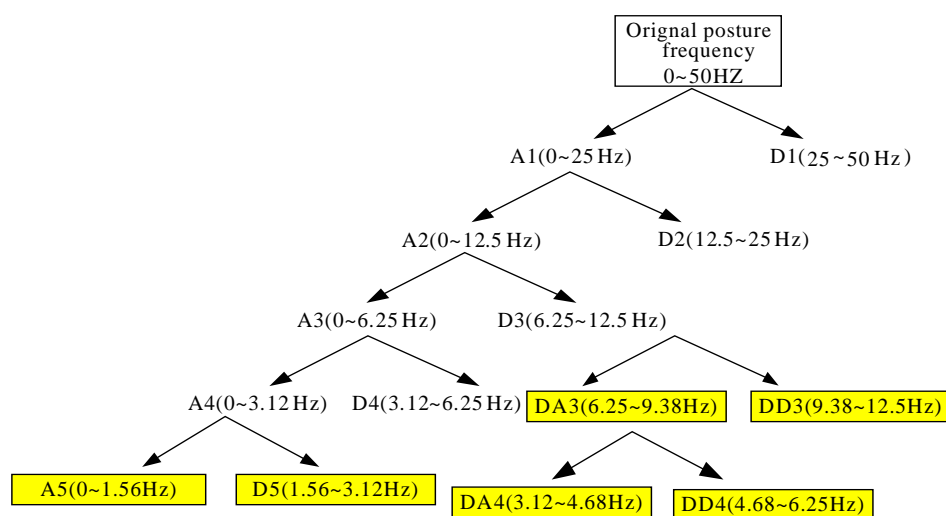 Orignal posture
frequency
0~50HZ
A1(0~25 Hz)
D1(25~50 Hz)
A2(0~12.5 Hz)
D2(12.5~25 Hz)
A3(0~6.25 Hz)
D3(6.25~12.5 Hz)
A4(0~3.12 Hz)
D4(3.12~6.25 Hz)
DA3(6.25~9.38Hz)
DD3(9.38~12.5Hz)
A5(0~1.56Hz)
D5(1.56~3.12Hz)
DA4(3.12~4.68Hz)
DD4(4.68~6.25Hz)